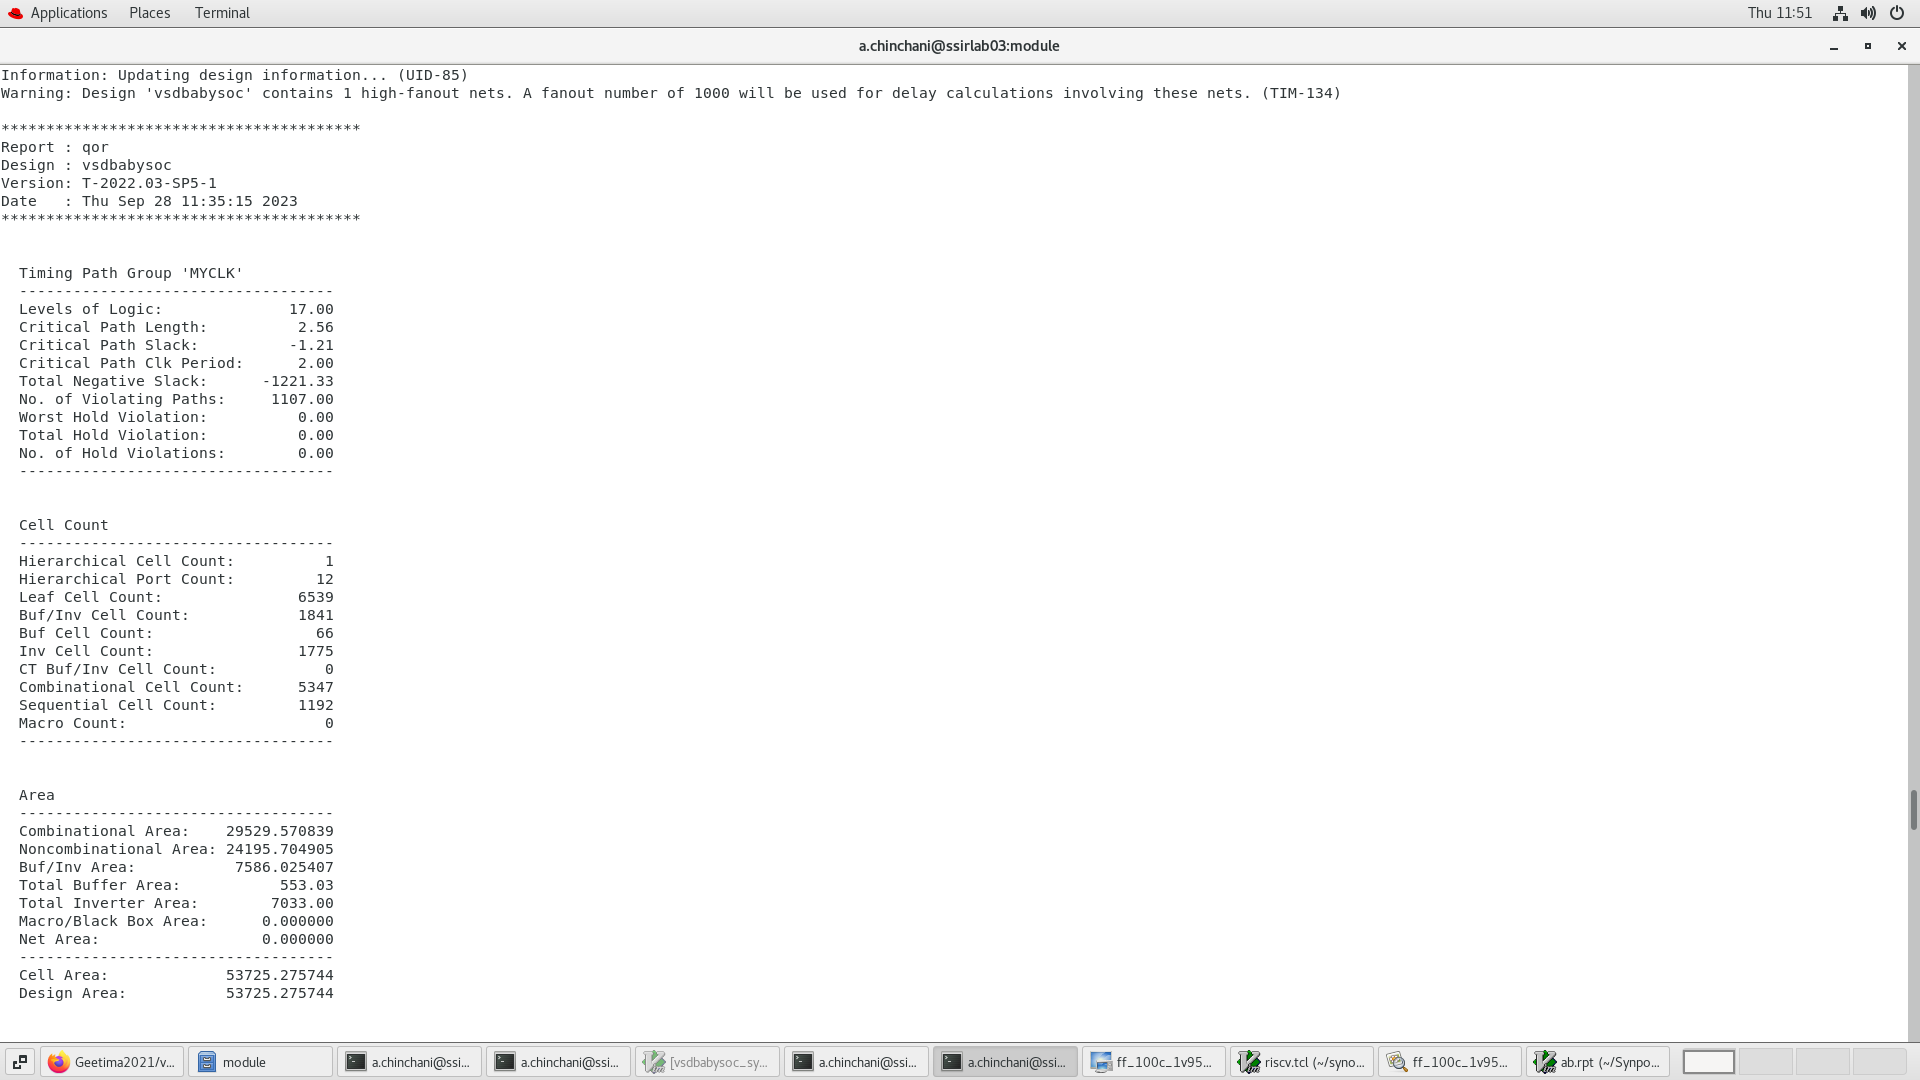 Applications Places Terminal Thu 11:51
a.chinchani@ssirlab03:module
Information: Updating design information... (UID-85)
Warning: Design 'vsdbabysoc' contains 1 high-fanout nets. A fanout number of 1000 will be used for delay calculations involving these nets. (TIM-134)
****************************************
Report : qor
Design : vsdbabysoc
Version: T-2022.03-SP5-1
Date   : Thu Sep 28 11:35:15 2023
****************************************
Timing Path Group 'MYCLK'
-----------------------------------
Levels of Logic:              17.00
Critical Path Length:          2.56
Critical Path Slack:          -1.21
Critical Path Clk Period:      2.00
Total Negative Slack:      -1221.33
No. of Violating Paths:     1107.00
Worst Hold Violation:          0.00
Total Hold Violation:          0.00
No. of Hold Violations:        0.00
-----------------------------------
Cell Count
-----------------------------------
Hierarchical Cell Count:          1
Hierarchical Port Count:         12
Leaf Cell Count:               6539
Buf/Inv Cell Count:            1841
Buf Cell Count:                  66
Inv Cell Count:                1775
CT Buf/Inv Cell Count:            0
Combinational Cell Count:      5347
Sequential Cell Count:         1192
Macro Count:                      0
-----------------------------------
Area
-----------------------------------
Combinational Area:    29529.570839
Noncombinational Area: 24195.704905
Buf/Inv Area:           7586.025407
Total Buffer Area:           553.03
Total Inverter Area:        7033.00
Macro/Black Box Area:      0.000000
Net Area:                  0.000000
-----------------------------------
Cell Area:             53725.275744
Design Area:           53725.275744
Geetima2021/v... module a.chinchani@ssi... a.chinchani@ssi... [vsdbabysoc_sy... a.chinchani@ssi... a.chinchani@ssi... ff_100c_1v95... riscv.tcl (~/syno... ff_100c_1v95... ab.rpt (~/Synpo...